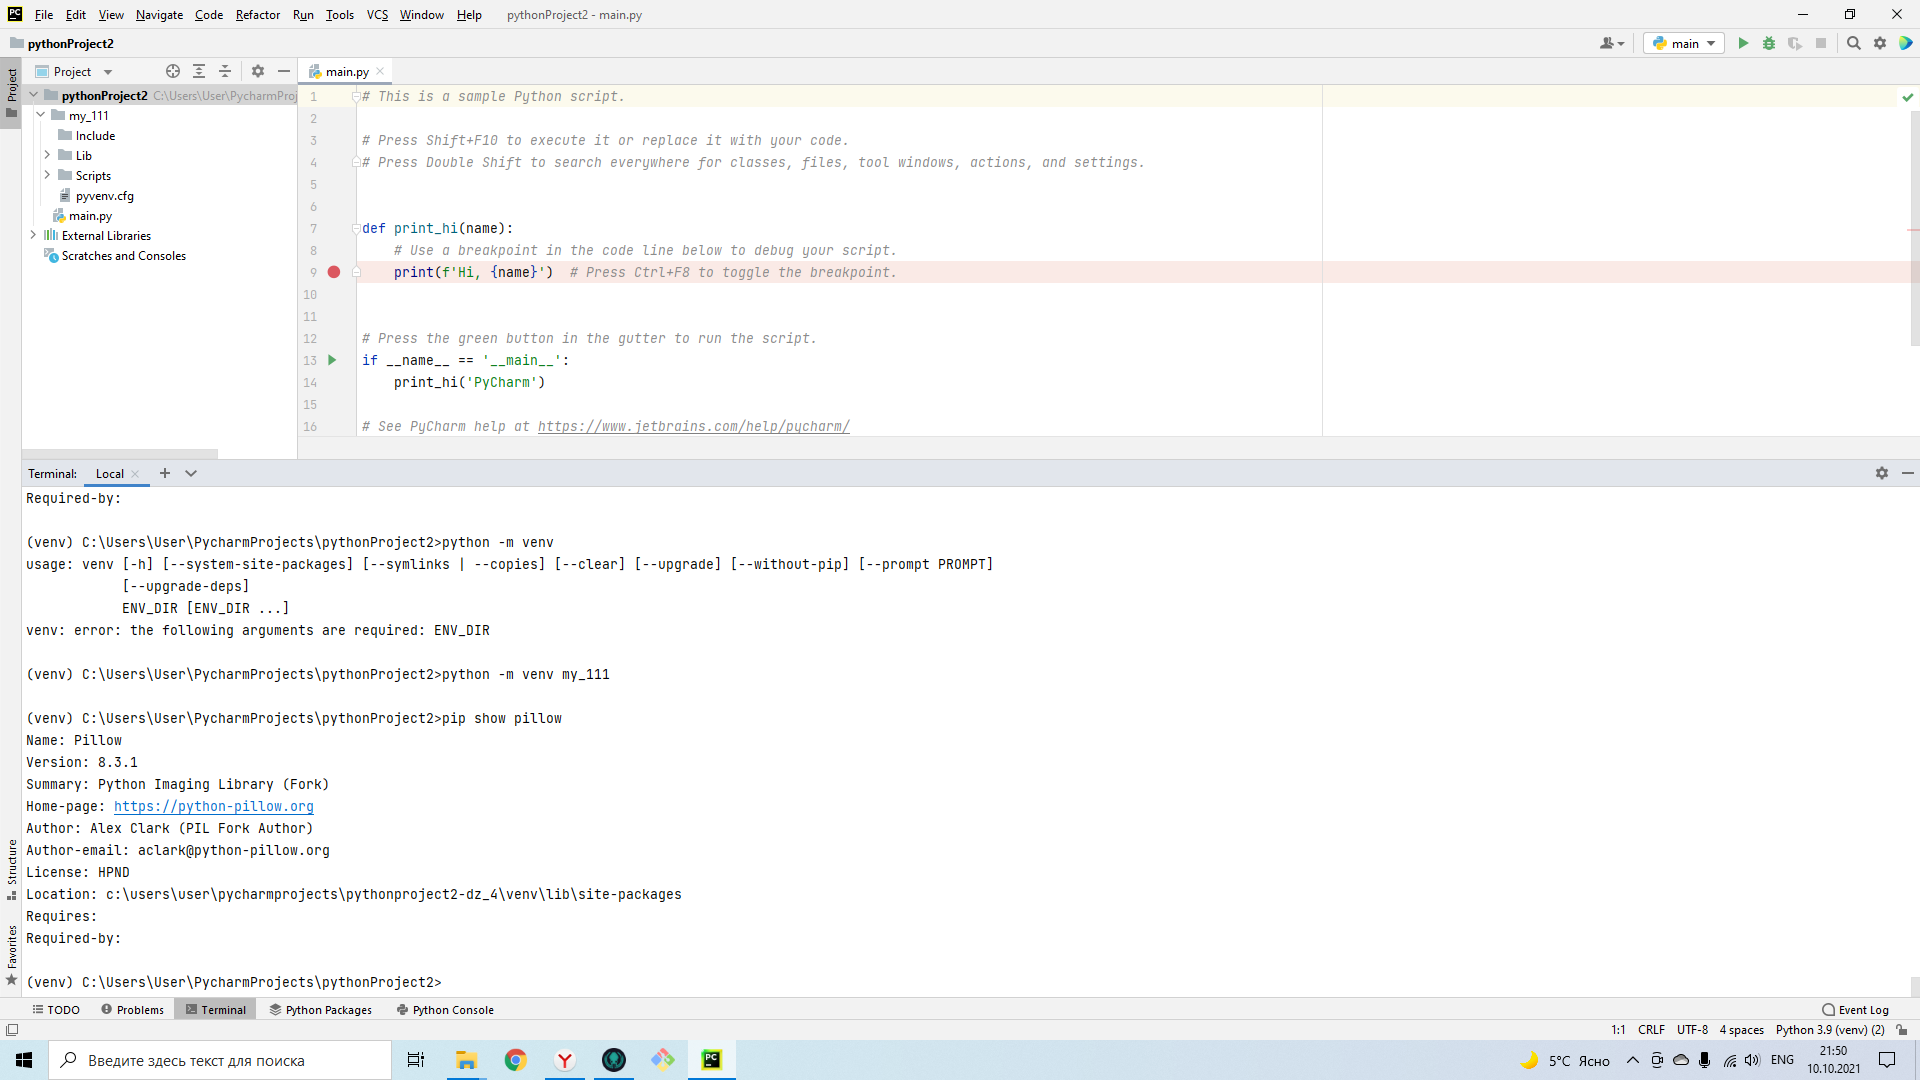 PC File Edit View Navigate Code Refactor Run Tools VCS Window Help pythonProject2 - main.py
pythonProject2
main
Project
Project
main.py
pythonProject2 C:\Users\User\PycharmProj
my_111
Include
Lib
Scripts
pyvenv.cfg
main.py
External Libraries
Scratches and Consoles
1 # This is a sample Python script.
2
3 # Press Shift+F10 to execute it or replace it with your code.
4 # Press Double Shift to search everywhere for classes, files, tool windows, actions, and settings.
5
6
7 def print_hi(name):
8 # Use a breakpoint in the code line below to debug your script.
9 print(f'Hi, {name}') # Press Ctrl+F8 to toggle the breakpoint.
10
11
12 # Press the green button in the gutter to run the script.
13 if __name__ == '__main__':
14 print_hi('PyCharm')
15
16 # See PyCharm help at https://www.jetbrains.com/help/pycharm/
Terminal: Local
Required-by:
(venv) C:\Users\User\PycharmProjects\pythonProject2>python -m venv
usage: venv [-h] [--system-site-packages] [--symlinks | --copies] [--clear] [--upgrade] [--without-pip] [--prompt PROMPT]
[--upgrade-deps]
ENV_DIR [ENV_DIR ...]
venv: error: the following arguments are required: ENV_DIR
(venv) C:\Users\User\PycharmProjects\pythonProject2>python -m venv my_111
(venv) C:\Users\User\PycharmProjects\pythonProject2>pip show pillow
Name: Pillow
Version: 8.3.1
Summary: Python Imaging Library (Fork)
Home-page: https://python-pillow.org
Author: Alex Clark (PIL Fork Author)
Author-email: aclark@python-pillow.org
License: HPND
Location: c:\users\user\pycharmprojects\pythonproject2-dz_4\venv\lib\site-packages
Requires:
Required-by:
(venv) C:\Users\User\PycharmProjects\pythonProject2>
Structure
Favorites
TODO Problems Terminal Python Packages Python Console Event Log
1:1 CRLF UTF-8 4 spaces Python 3.9 (venv) (2)
Введите здесь текст для поиска
PC
5°C Ясно
ENG
21:50
10.10.2021